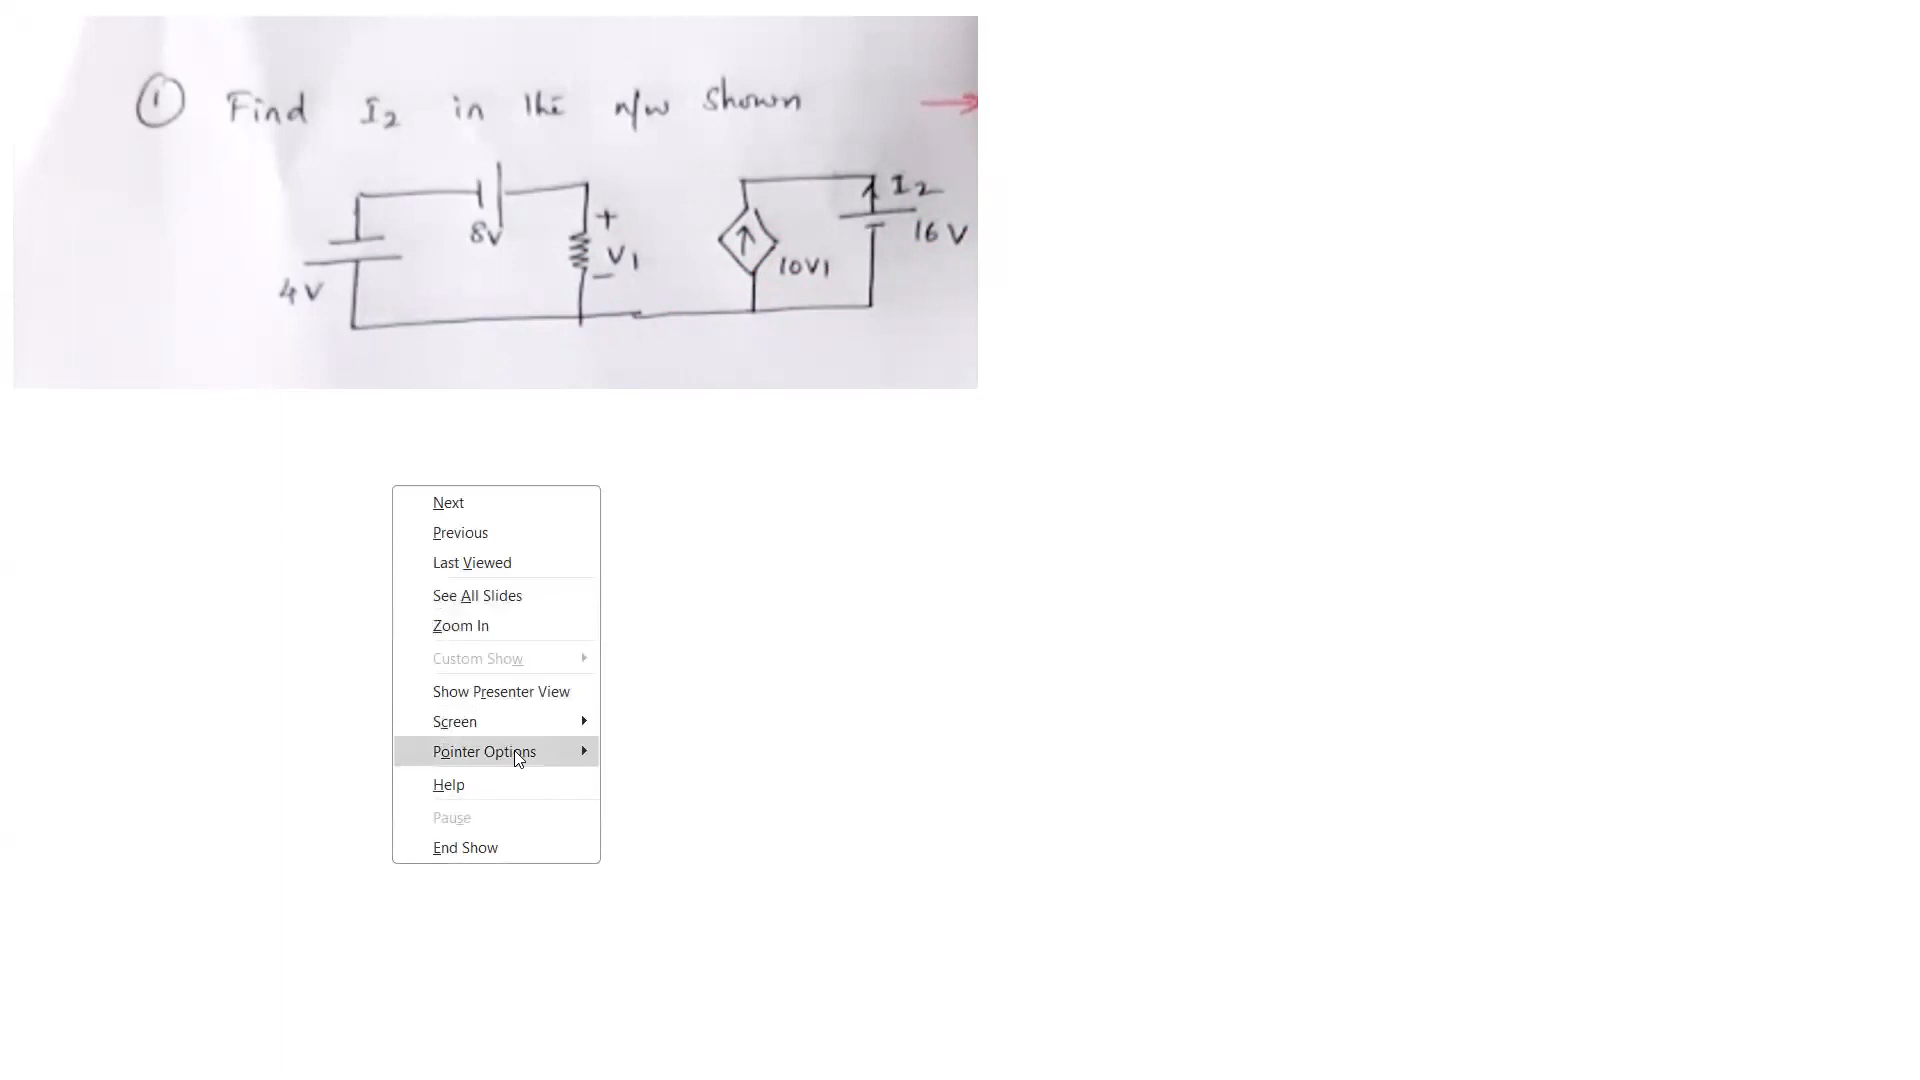 ① Find I2 in the n/w shown
I2
8V
+
V1
−
16 V
10V1
4V
Next
Previous
Last Viewed
See All Slides
Zoom In
Custom Show
Show Presenter View
Screen
Pointer Options
Help
Pause
End Show